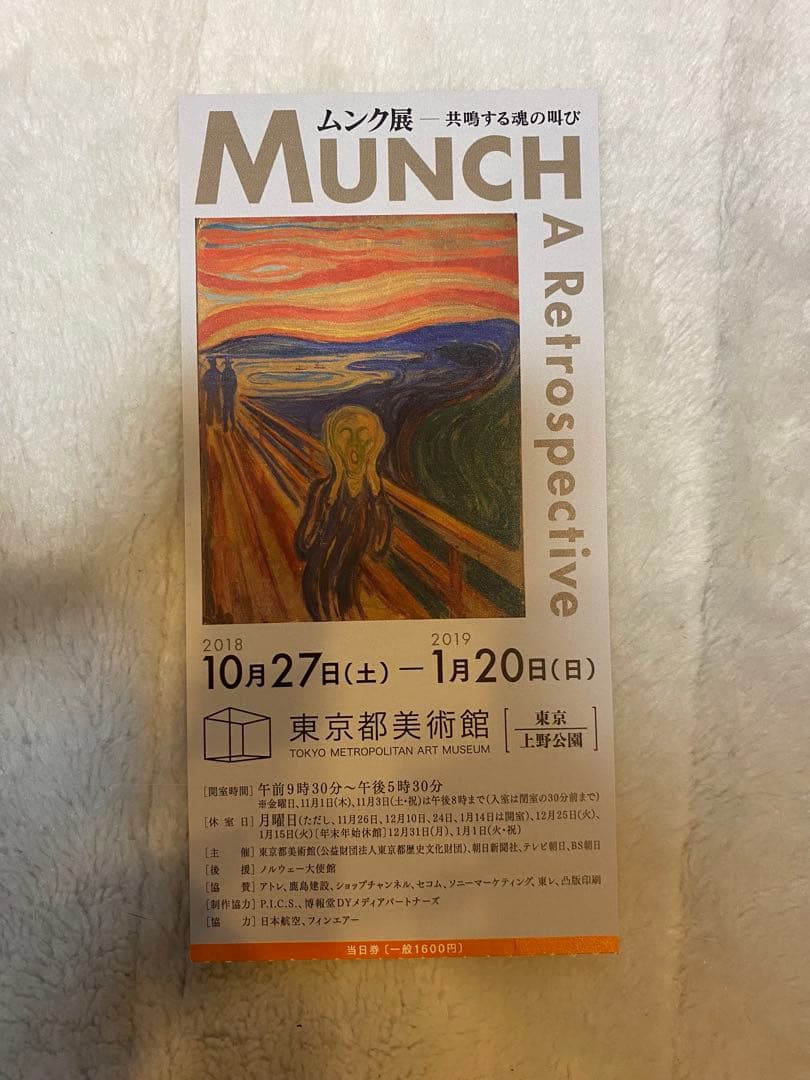 ムンク展 — 共鳴する魂の叫び
MUNCH
A Retrospective
2018 2019
10月27日(土)—1月20日(日)
東京都美術館
TOKYO METROPOLITAN ART MUSEUM
[東京
上野公園]
[開室時間] 午前9時30分〜午後5時30分
※金曜日、11月1日(木)、11月3日(土・祝)は午後8時まで(入室は閉室の30分前まで)
[休室日] 月曜日(ただし、11月26日、12月10日、24日、1月14日は開室)、12月25日(火)、
1月15日(火)[年末年始休館]12月31日(月)、1月1日(火・祝)
[主催] 東京都美術館(公益財団法人東京都歴史文化財団)、朝日新聞社、テレビ朝日、BS朝日
[後援] ノルウェー大使館
[協賛] アトレ、鹿島建設、ショップチャンネル、セコム、ソニーマーケティング、東レ、凸版印刷
[制作協力] P.I.C.S.、博報堂DYメディアパートナーズ
[協力] 日本航空、フィンエアー
当日券[一般1600円]